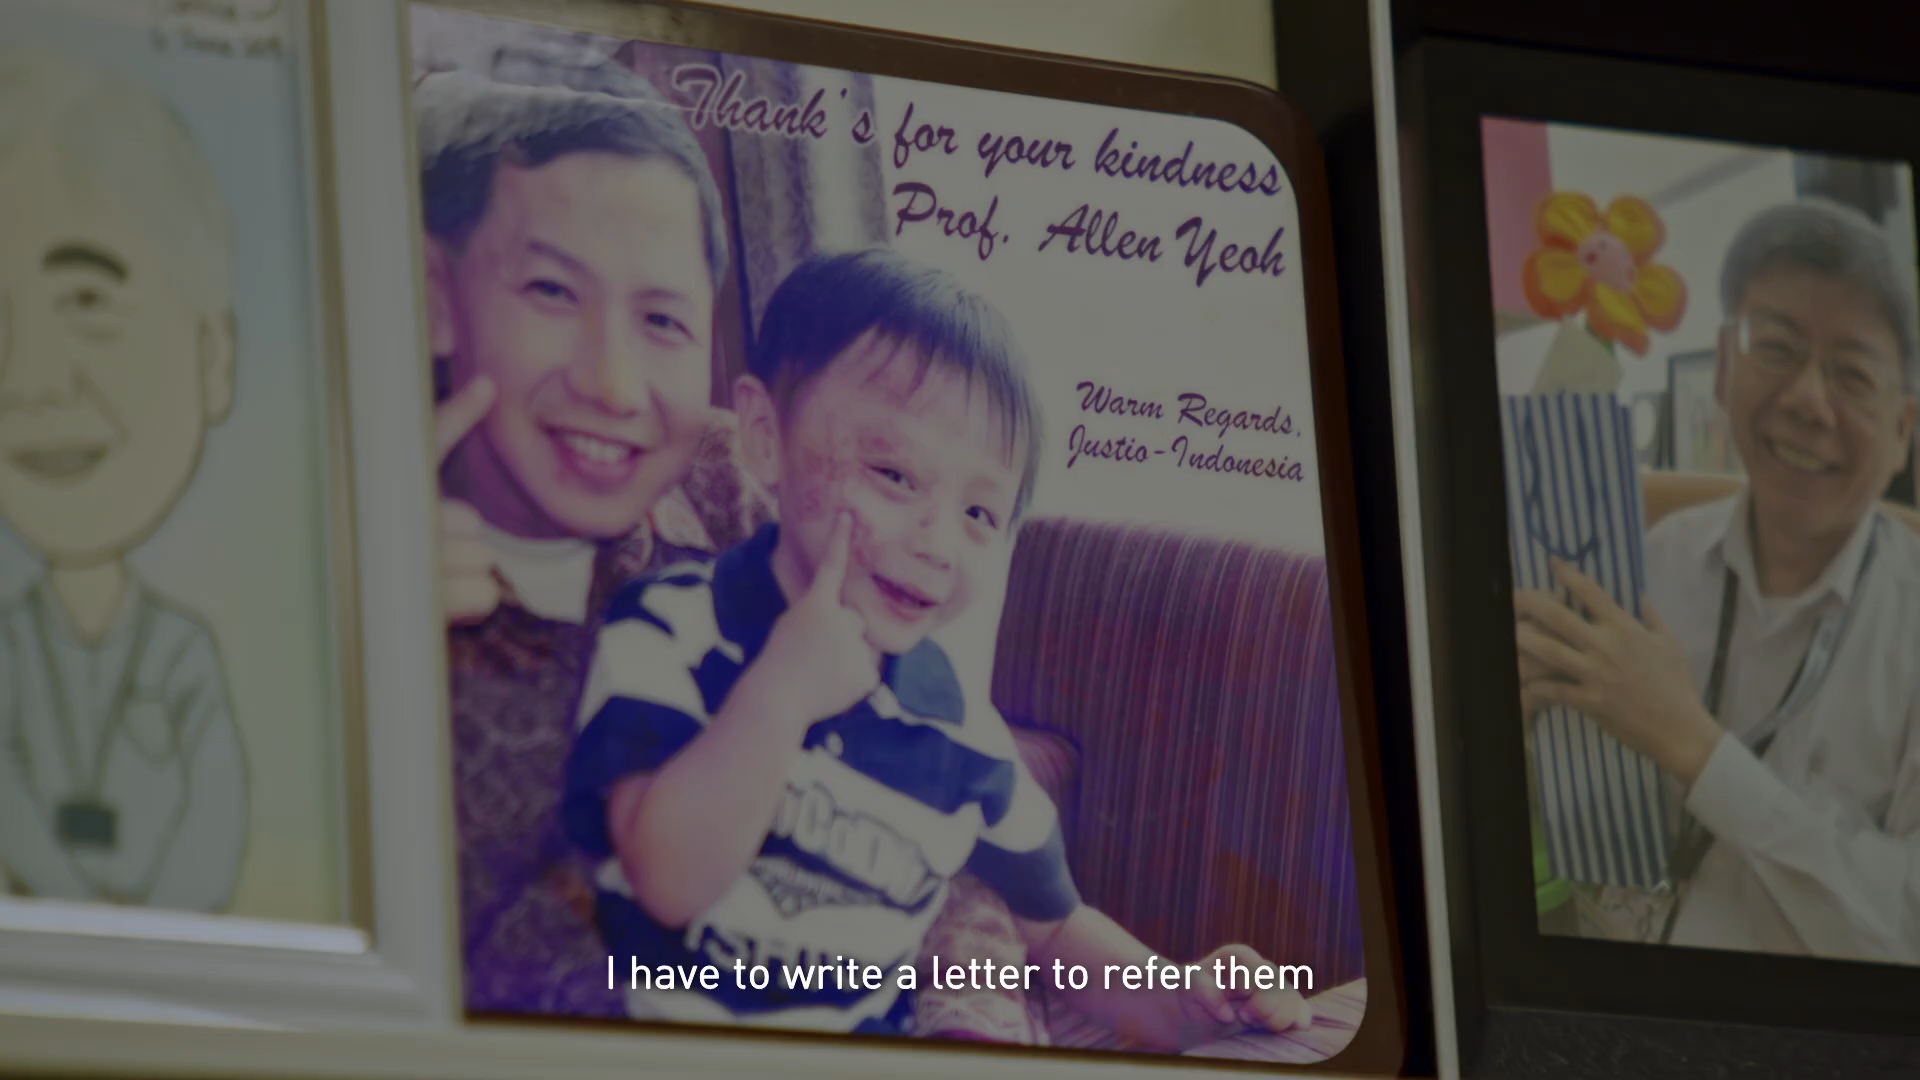 Thank's for your kindness
Prof. Allen Yeoh
Warm Regards,
Justio-Indonesia
I have to write a letter to refer them